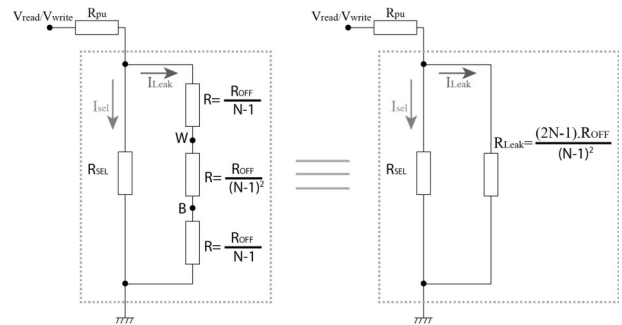 Vread/Vwrite
Rpu
Isel
ILeak
R= ROFF
N-1
W
RSEL
R= ROFF
(N-1)2
B
R= ROFF
N-1
Vread/Vwrite
Rpu
Isel
ILeak
RLeak= (2N-1).ROFF
(N-1)2
RSEL